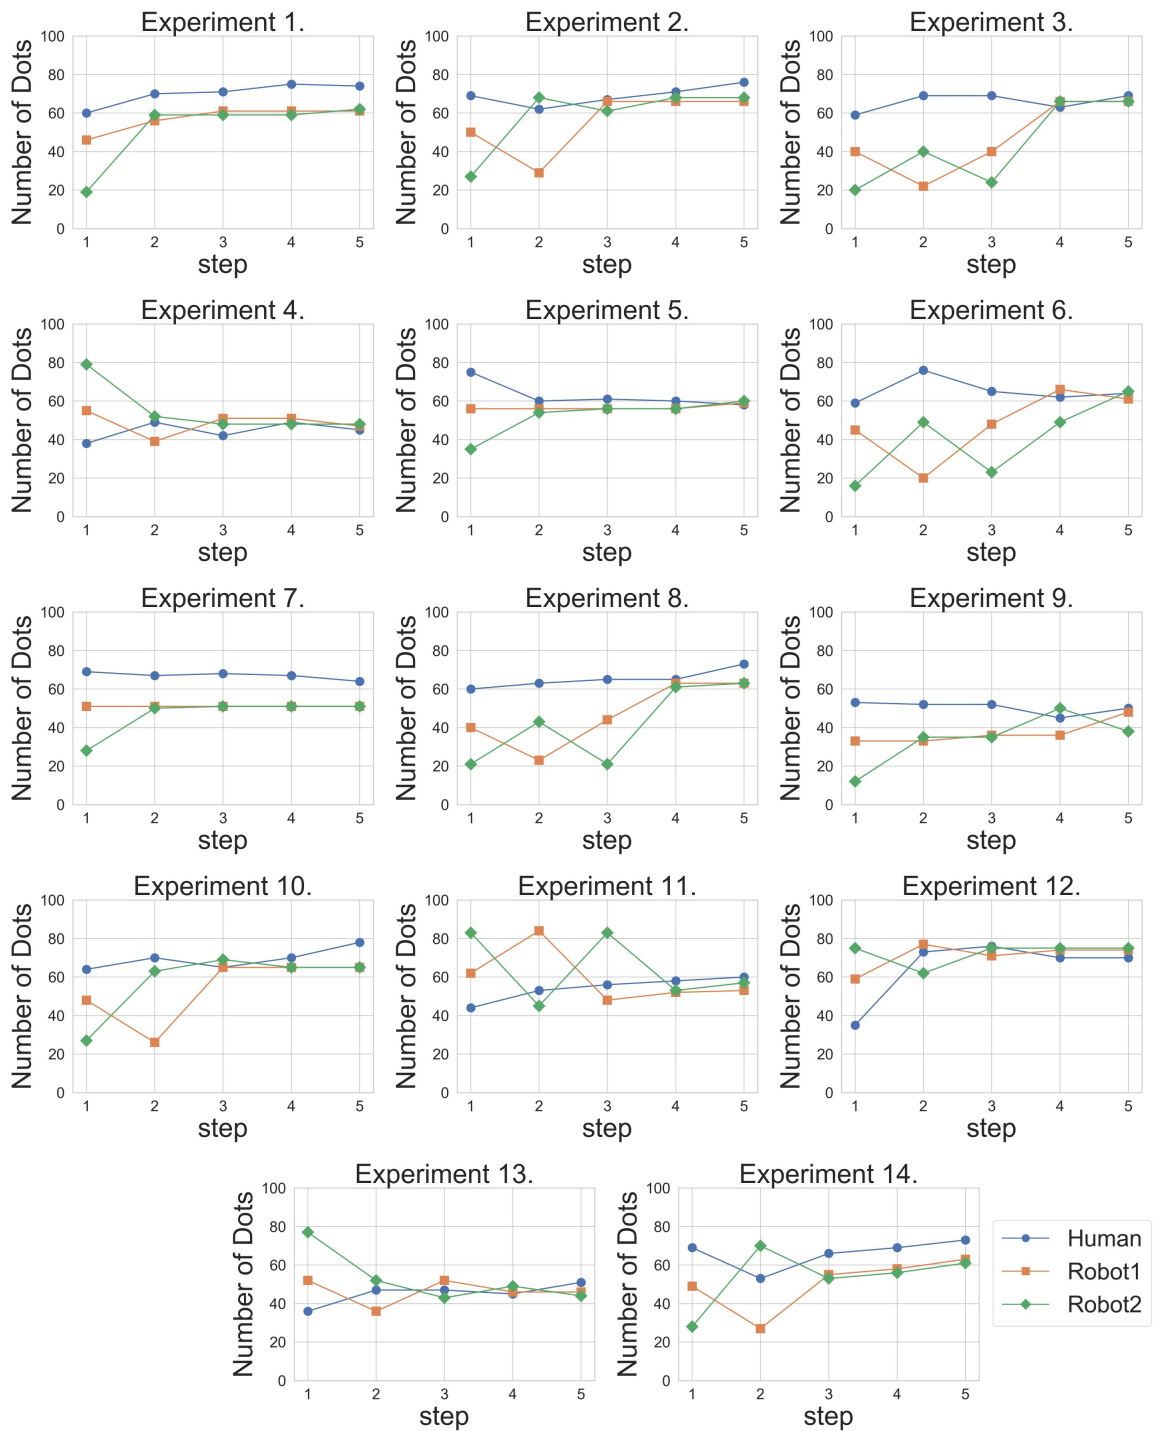 Experiment 1.
Number of Dots
100
80
60
40
20
0
1 2 3 4 5
step
Experiment 2.
Number of Dots
100
80
60
40
20
0
1 2 3 4 5
step
Experiment 3.
Number of Dots
100
80
60
40
20
0
1 2 3 4 5
step
Experiment 4.
Number of Dots
100
80
60
40
20
0
1 2 3 4 5
step
Experiment 5.
Number of Dots
100
80
60
40
20
0
1 2 3 4 5
step
Experiment 6.
Number of Dots
100
80
60
40
20
0
1 2 3 4 5
step
Experiment 7.
Number of Dots
100
80
60
40
20
0
1 2 3 4 5
step
Experiment 8.
Number of Dots
100
80
60
40
20
0
1 2 3 4 5
step
Experiment 9.
Number of Dots
100
80
60
40
20
0
1 2 3 4 5
step
Experiment 10.
Number of Dots
100
80
60
40
20
0
1 2 3 4 5
step
Experiment 11.
Number of Dots
100
80
60
40
20
0
1 2 3 4 5
step
Experiment 12.
Number of Dots
100
80
60
40
20
0
1 2 3 4 5
step
Experiment 13.
Number of Dots
100
80
60
40
20
0
1 2 3 4 5
step
Experiment 14.
Number of Dots
100
80
60
40
20
0
1 2 3 4 5
step
Human
Robot1
Robot2